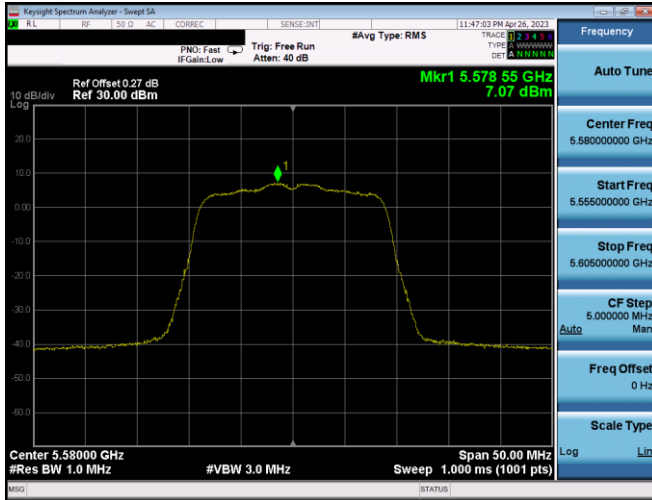 Keysight Spectrum Analyzer - Swept SA
RL RF 50 Ω AC CORREC SENSE:INT 11:47:03 PM Apr 26, 2023
#Avg Type: RMS TRACE 1 2 3 4 5 6
PNO: Fast Trig: Free Run TYPE A WWWWW
IFGain:Low Atten: 40 dB DET A N N N N N
Mkr1 5.578 55 GHz
7.07 dBm
Ref Offset 0.27 dB
10 dB/div Ref 30.00 dBm
Log
1
20.0
10.0
0.00
-10.0
-20.0
-30.0
-40.0
-50.0
-60.0
Center 5.58000 GHz Span 50.00 MHz
#Res BW 1.0 MHz #VBW 3.0 MHz Sweep 1.000 ms (1001 pts)
MSG STATUS
Frequency
Auto Tune
Center Freq
5.580000000 GHz
Start Freq
5.555000000 GHz
Stop Freq
5.605000000 GHz
CF Step
5.000000 MHz
Auto Man
Freq Offset
0 Hz
Scale Type
Log Lin